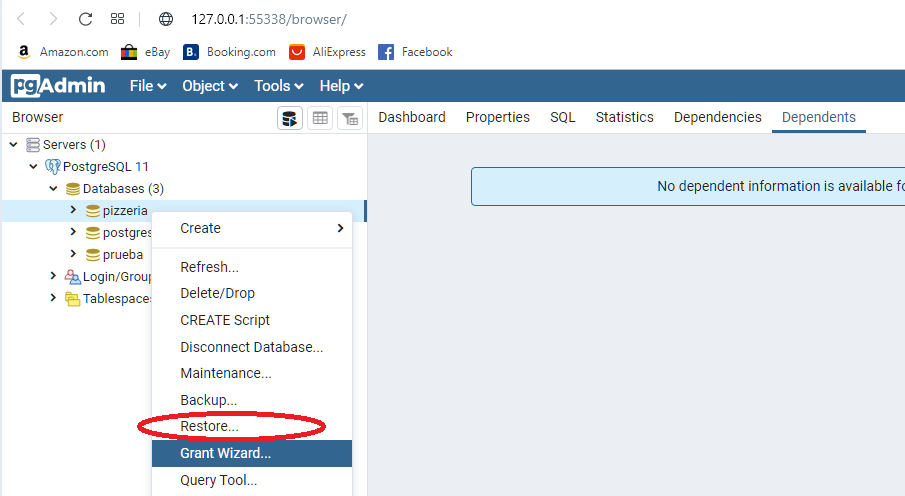 127.0.0.1:55338/browser/
Amazon.com eBay Booking.com AliExpress Facebook
pgAdmin File Object Tools Help
Browser Dashboard Properties SQL Statistics Dependencies Dependents
Servers (1)
PostgreSQL 11
Databases (3)
No dependent information is available fo
pizzeria
Create
postgres
prueba
Refresh...
Login/Group
Delete/Drop
Tablespaces
CREATE Script
Disconnect Database...
Maintenance...
Backup...
Restore...
Grant Wizard...
Query Tool...